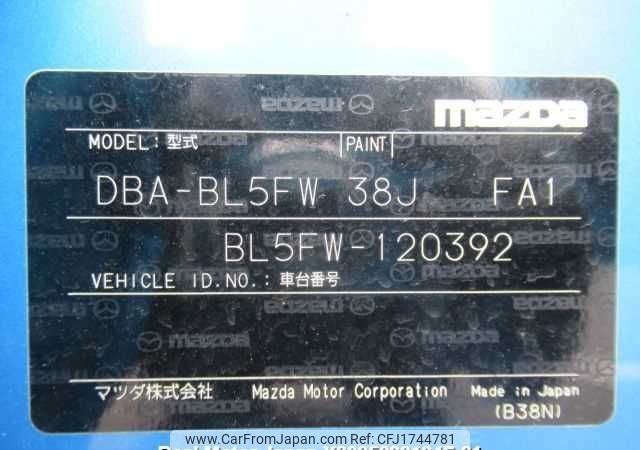 mazda
MODEL: 型式 PAINT
DBA-BL5FW 38J FA1
BL5FW-120392
VEHICLE ID.NO.: 車台番号
マツダ株式会社 Mazda Motor Corporation Made in Japan
(B38N)
www.CarFromJapan.com Ref: CFJ1744781